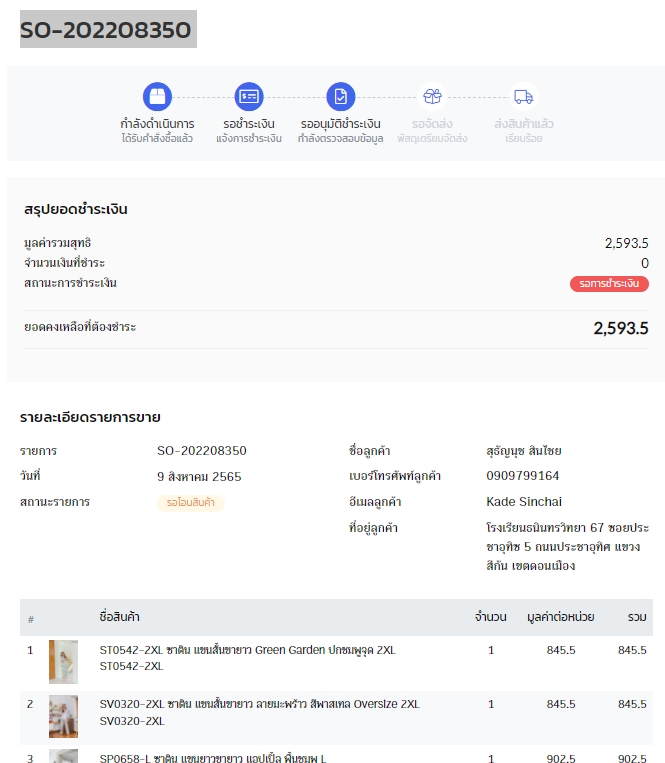 SO-202208350
กำลังดำเนินการ รอชำระเงิน รออนุมัติชำระเงิน รอจัดส่ง ส่งสินค้าแล้ว
ได้รับคำสั่งซื้อแล้ว แจ้งการชำระเงิน กำลังตรวจสอบข้อมูล พัสดุเตรียมจัดส่ง เรียบร้อย
สรุปยอดชำระเงิน
มูลค่ารวมสุทธิ 2,593.5
จำนวนเงินที่ชำระ 0
สถานะการชำระเงิน รอการชำระเงิน
ยอดคงเหลือที่ต้องชำระ 2,593.5
รายละเอียดรายการขาย
รายการ SO-202208350 ชื่อลูกค้า สุธัญนุช สินไชย
วันที่ 9 สิงหาคม 2565 เบอร์โทรศัพท์ลูกค้า 0909799164
สถานะรายการ รอโอนสินค้า อีเมลลูกค้า Kade Sinchai
ที่อยู่ลูกค้า โรงเรียนธนินทรวิทยา 67 ซอยประ
ชาอุทิซ 5 ถนนประชาอุทิศ แขวง
สีกัน เขตดอนเมือง
# ชื่อสินค้า จำนวน มูลค่าต่อหน่วย รวม
1 ST0542-2XL ซาติน แขนสั้นขายาว Green Garden ปกชมพูจุด 2XL 1 845.5 845.5
ST0542-2XL
2 SV0320-2XL ซาติน แขนสั้นขายาว ลายมะพร้าว สีพาสเทล Oversize 2XL 1 845.5 845.5
SV0320-2XL
3 SP0658-L ซาติน แขนยาวขายาว แอปเปิ้ล พื้นชมพู L 1 902.5 902.5